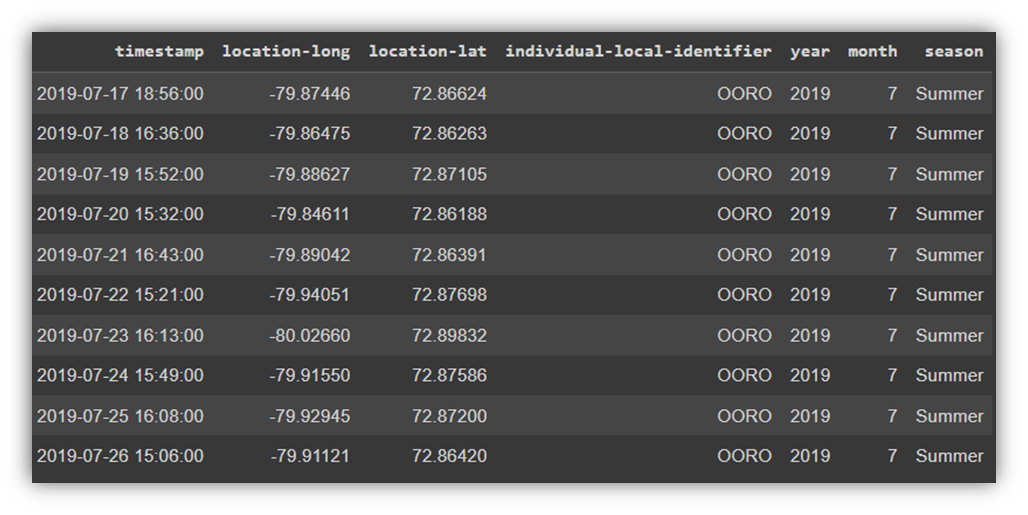 timestamp location-long location-lat individual-local-identifier year month season
2019-07-17 18:56:00 -79.87446 72.86624 OORO 2019 7 Summer
2019-07-18 16:36:00 -79.86475 72.86263 OORO 2019 7 Summer
2019-07-19 15:52:00 -79.88627 72.87105 OORO 2019 7 Summer
2019-07-20 15:32:00 -79.84611 72.86188 OORO 2019 7 Summer
2019-07-21 16:43:00 -79.89042 72.86391 OORO 2019 7 Summer
2019-07-22 15:21:00 -79.94051 72.87698 OORO 2019 7 Summer
2019-07-23 16:13:00 -80.02660 72.89832 OORO 2019 7 Summer
2019-07-24 15:49:00 -79.91550 72.87586 OORO 2019 7 Summer
2019-07-25 16:08:00 -79.92945 72.87200 OORO 2019 7 Summer
2019-07-26 15:06:00 -79.91121 72.86420 OORO 2019 7 Summer